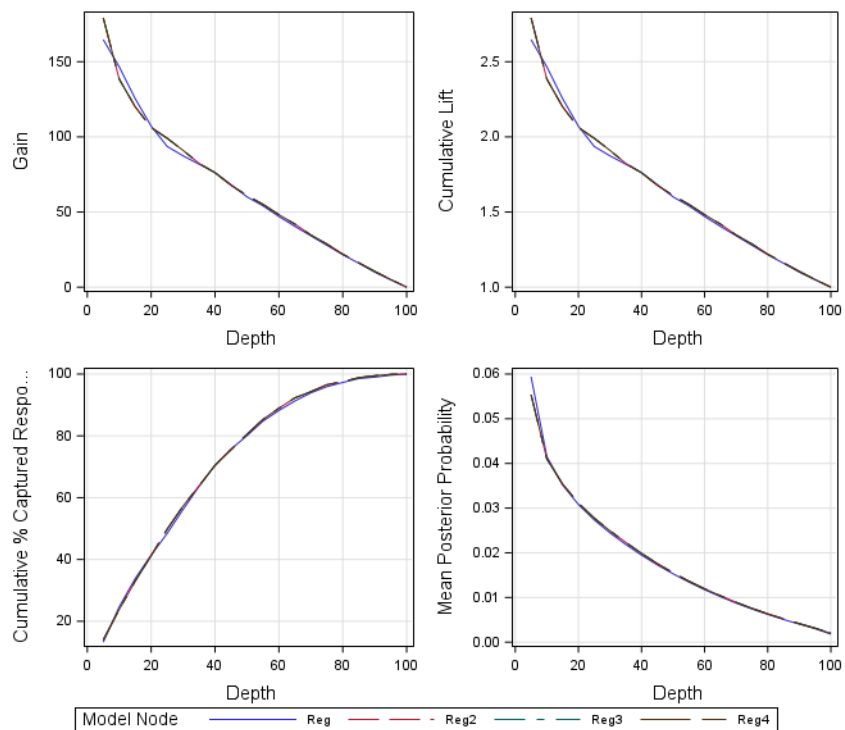 150
100
50
0
Gain
0 20 40 60 80 100
Depth
2.5
2.0
1.5
1.0
Cumulative Lift
0 20 40 60 80 100
Depth
100
80
60
40
20
Cumulative % Captured Respo...
0 20 40 60 80 100
Depth
0.06
0.05
0.04
0.03
0.02
0.01
0.00
Mean Posterior Probability
0 20 40 60 80 100
Depth
Model Node Reg Reg2 Reg3 Reg4